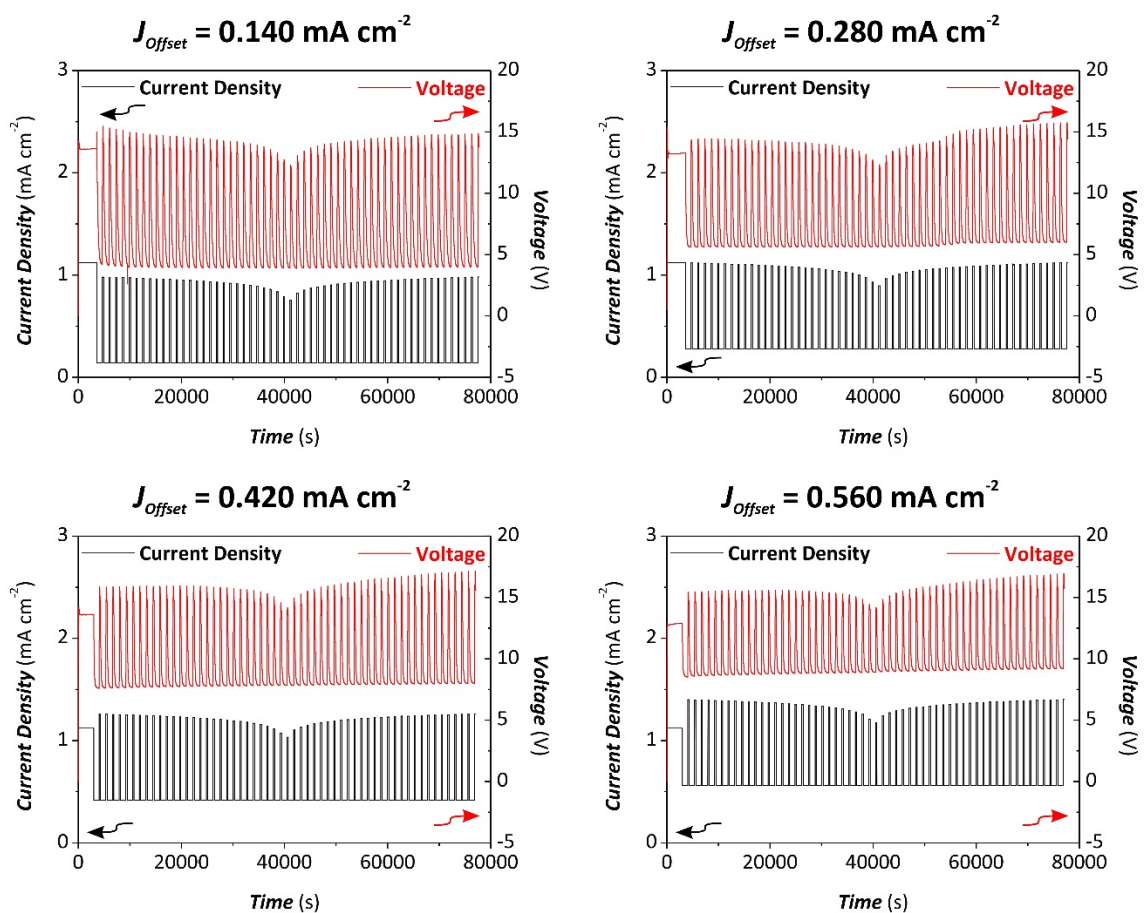 J_Offset = 0.140 mA cm⁻²
3
2
1
0
Current Density (mA cm⁻²)
Current Density
Voltage
20
15
10
5
0
-5
Voltage (V)
0
20000
40000
60000
80000
Time (s)
J_Offset = 0.280 mA cm⁻²
3
2
1
0
Current Density (mA cm⁻²)
Current Density
Voltage
20
15
10
5
0
-5
Voltage (V)
0
20000
40000
60000
80000
Time (s)
J_Offset = 0.420 mA cm⁻²
3
2
1
0
Current Density (mA cm⁻²)
Current Density
Voltage
20
15
10
5
0
-5
Voltage (V)
0
20000
40000
60000
80000
Time (s)
J_Offset = 0.560 mA cm⁻²
3
2
1
0
Current Density (mA cm⁻²)
Current Density
Voltage
20
15
10
5
0
-5
Voltage (V)
0
20000
40000
60000
80000
Time (s)